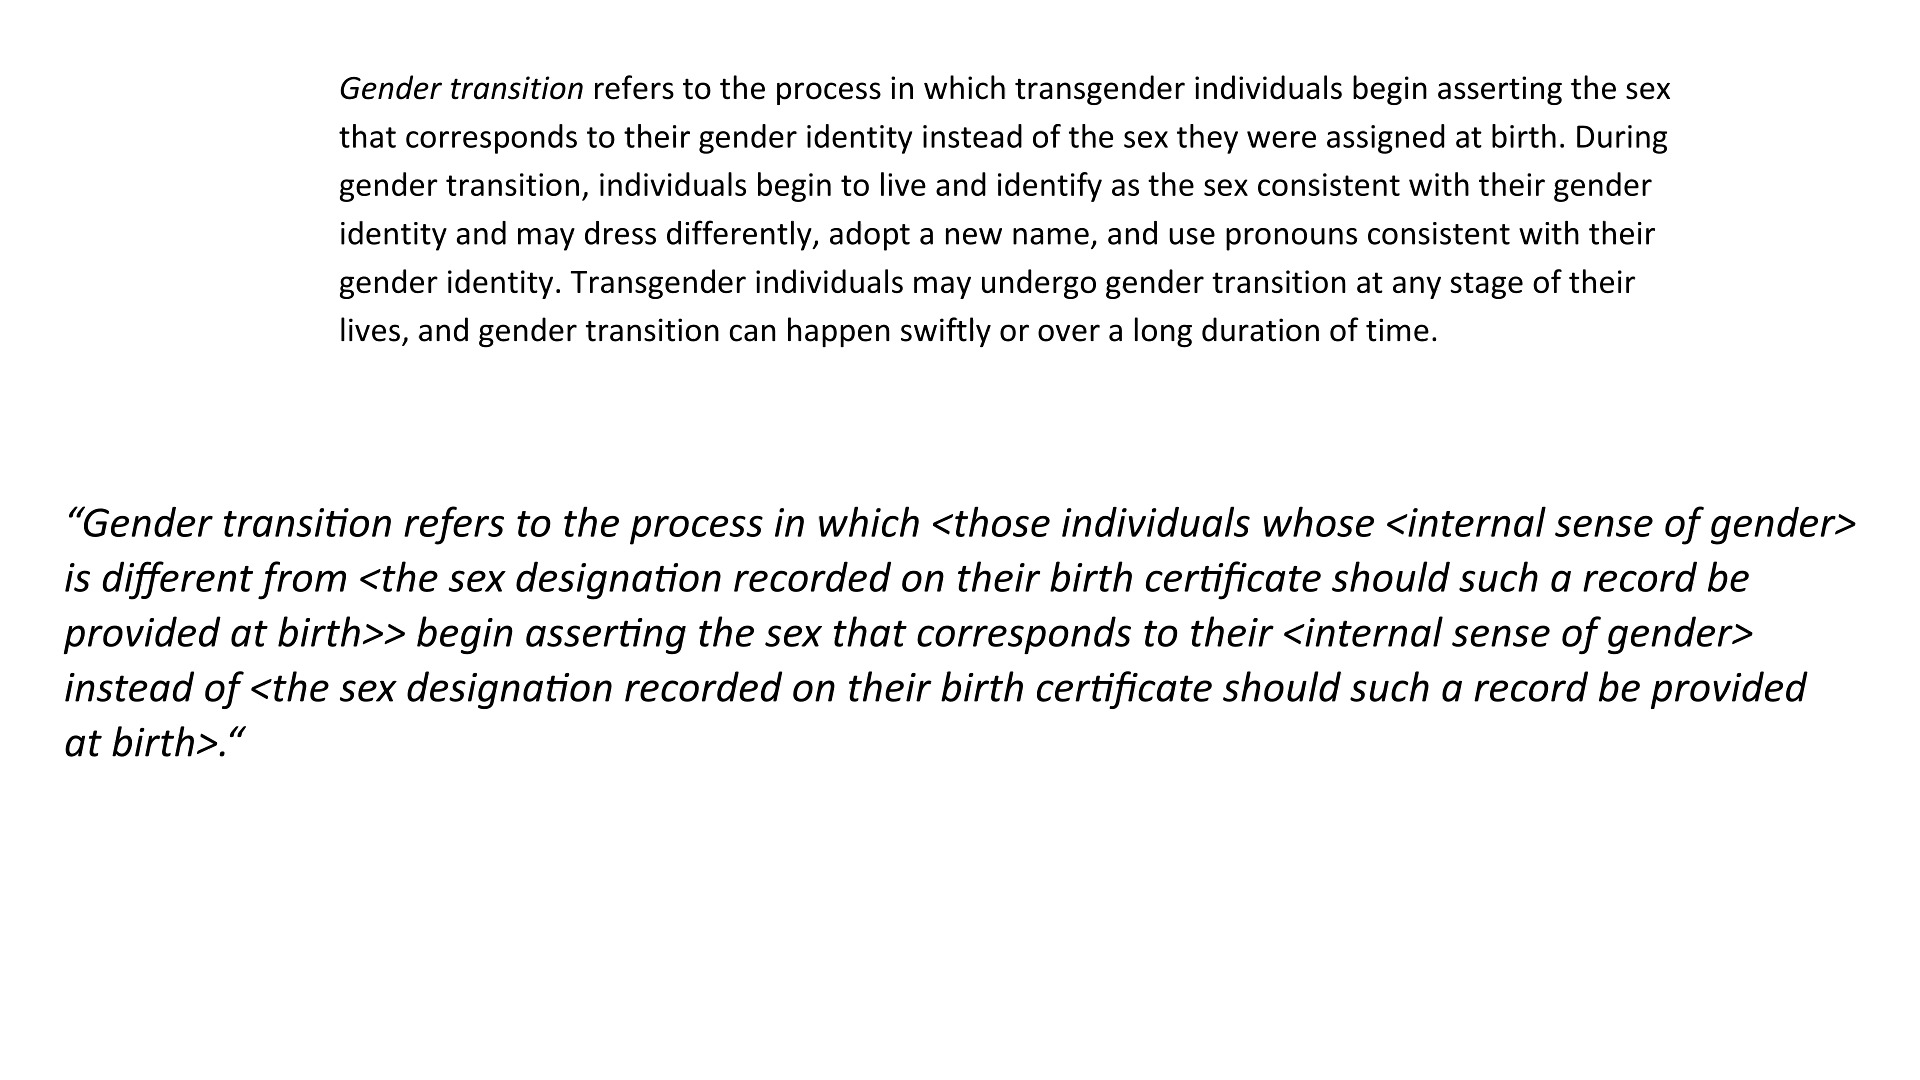 Gender transition refers to the process in which transgender individuals begin asserting the sex
that corresponds to their gender identity instead of the sex they were assigned at birth. During
gender transition, individuals begin to live and identify as the sex consistent with their gender
identity and may dress differently, adopt a new name, and use pronouns consistent with their
gender identity. Transgender individuals may undergo gender transition at any stage of their
lives, and gender transition can happen swiftly or over a long duration of time.
“Gender transition refers to the process in which <those individuals whose <internal sense of gender>
is different from <the sex designation recorded on their birth certificate should such a record be
provided at birth>> begin asserting the sex that corresponds to their <internal sense of gender>
instead of <the sex designation recorded on their birth certificate should such a record be provided
at birth>.“